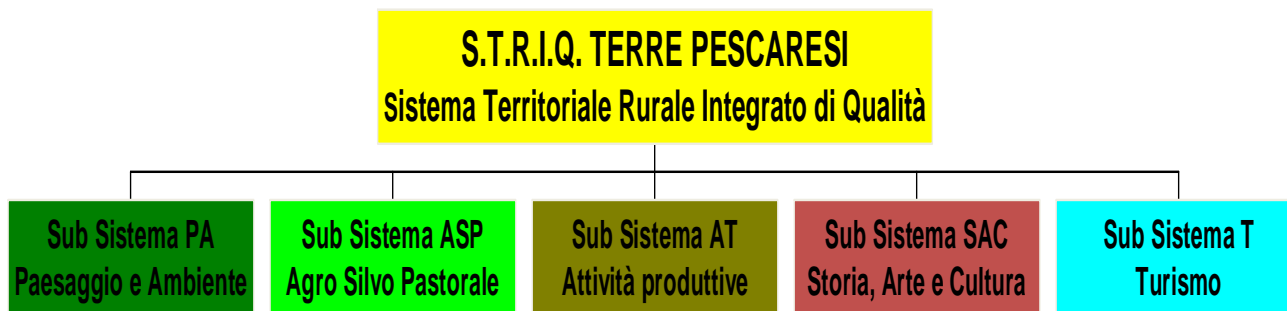 S.T.R.I.Q. TERRE PESCARESI
Sistema Territoriale Rurale Integrato di Qualità
Sub Sistema PA
Paesaggio e Ambiente
Sub Sistema ASP
Agro Silvo Pastorale
Sub Sistema AT
Attività produttive
Sub Sistema SAC
Storia, Arte e Cultura
Sub Sistema T
Turismo